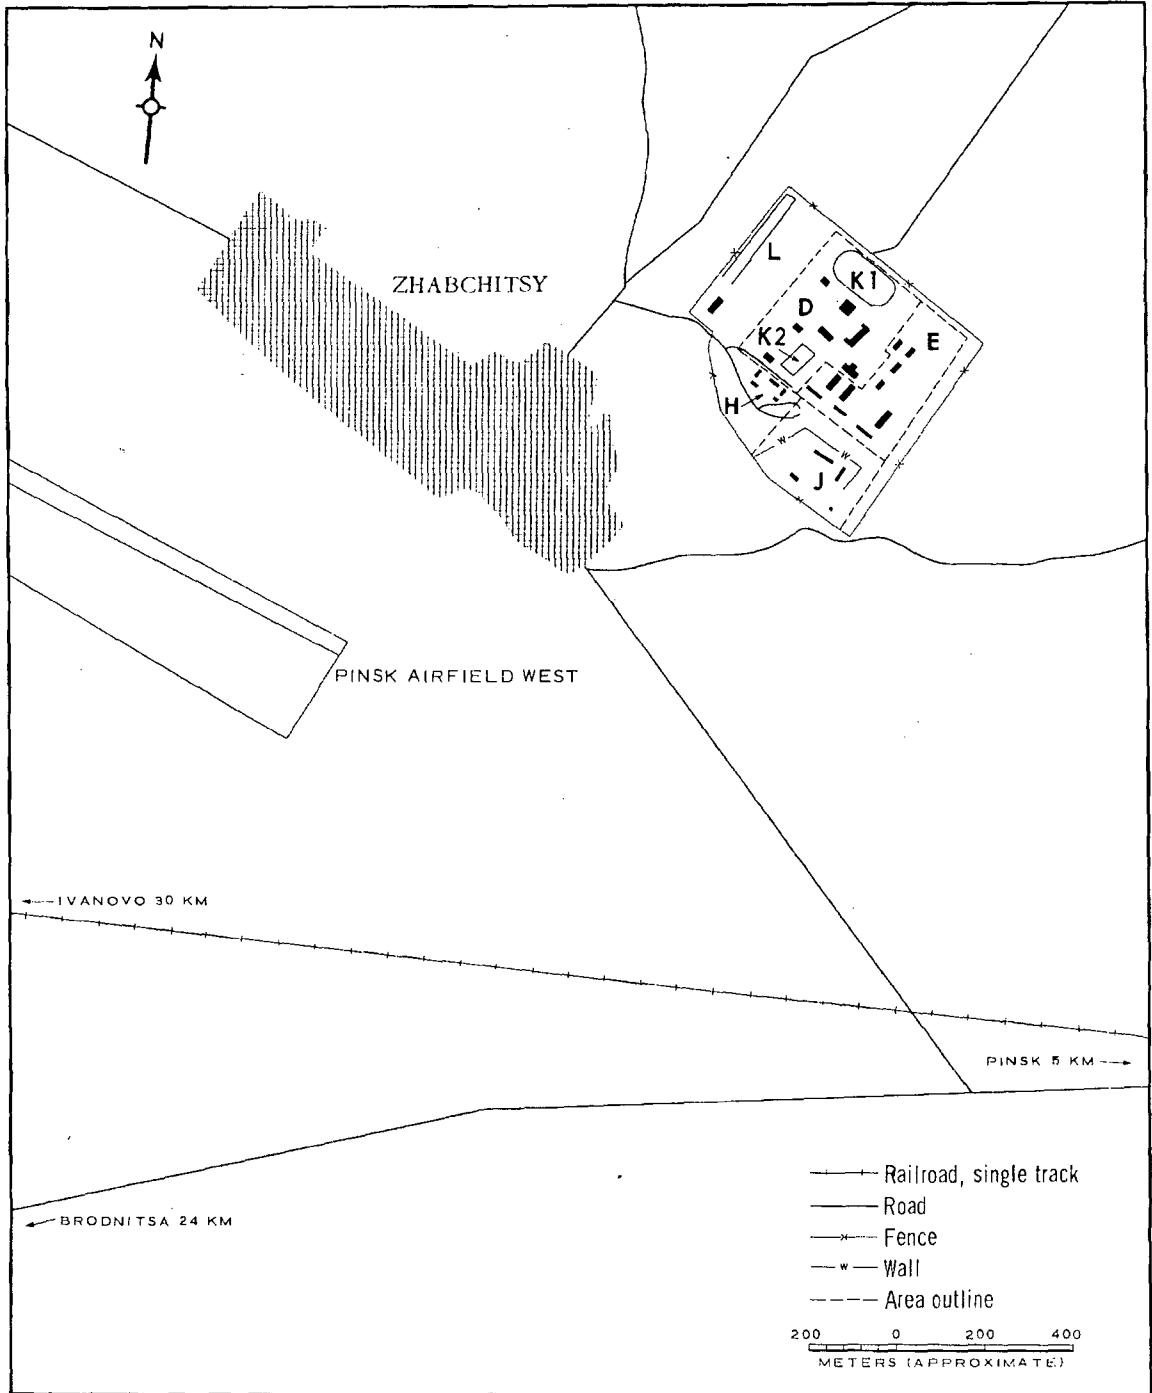 N
ZHABCHITSY
L
K1
D
K2
E
H
J
PINSK AIRFIELD WEST
IVANOVO 30 KM
PINSK 5 KM
BRODNITSA 24 KM
Railroad, single track
Road
Fence
w Wall
Area outline
200 0 200 400
METERS (APPROXIMATE)
w
w